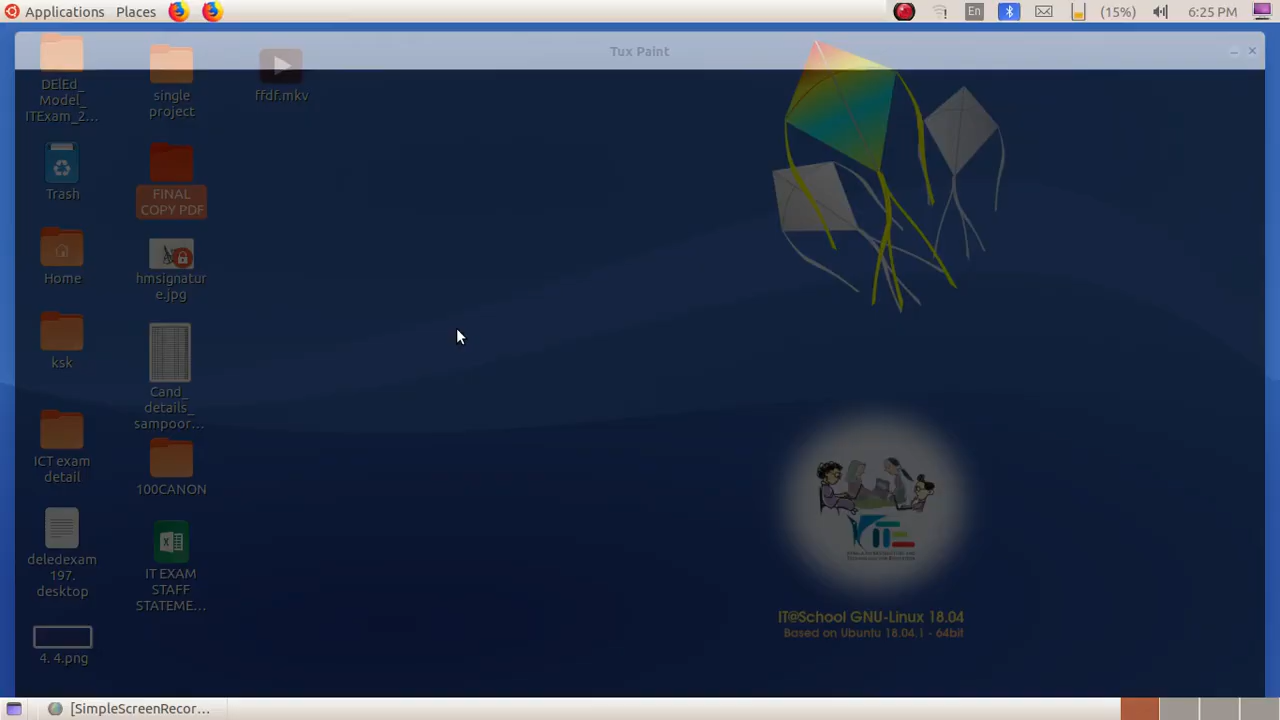 Applications Places
En
(15%)
6:25 PM
Tux Paint
DElEd_
Model_
ITExam_2...
single
project
ffdf.mkv
Trash
FINAL
COPY PDF
Home
hmsignatur
e.jpg
ksk
Cand_
details_
sampoor...
ICT exam
detail
100CANON
deledexam
197.
desktop
IT EXAM
STAFF
STATEME...
4. 4.png
IT@School GNU-Linux 18.04
Based on Ubuntu 18.04.1 - 64bit
[SimpleScreenRecor...